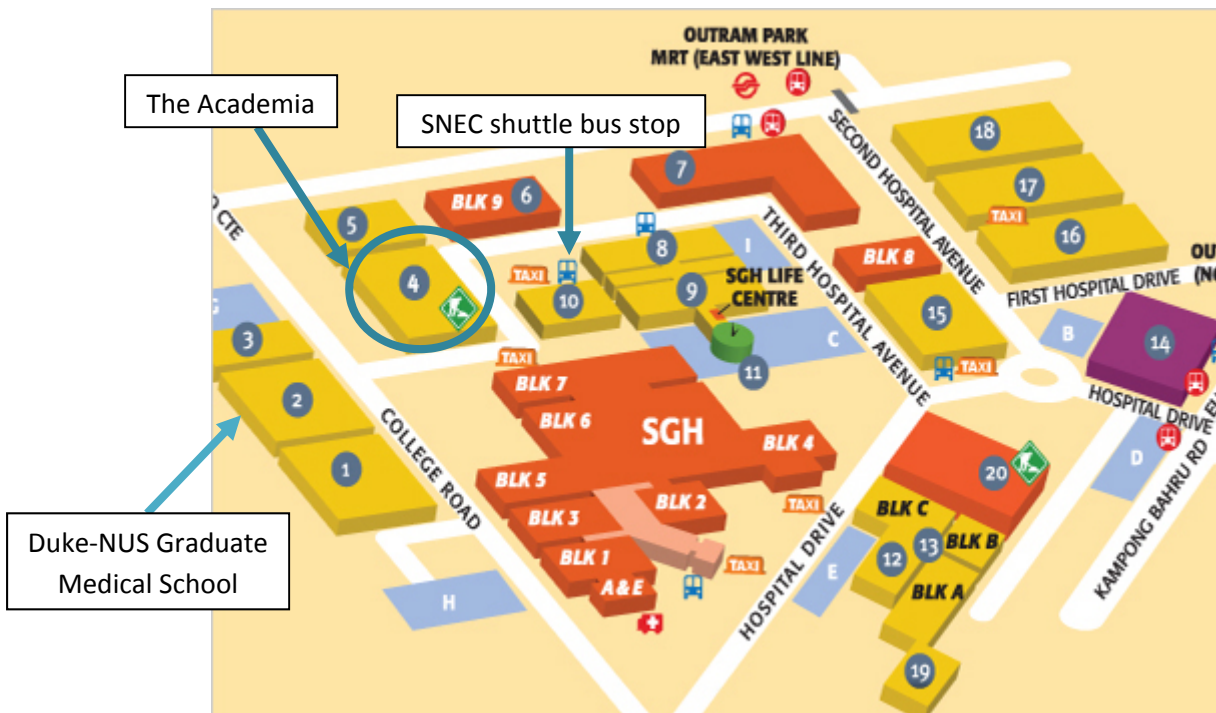 OUTRAM PARK
MRT (EAST WEST LINE)
The Academia
SNEC shuttle bus stop
SECOND HOSPITAL AVENUE
18
7
17
BLK 9
6
5
TAXI
16
THIRD HOSPITAL AVENUE
8
I
BLK 8
4
TAXI
10
9
SGH LIFE
CENTRE
FIRST HOSPITAL DRIVE
CTE
G
15
B
14
3
C
TAXI
11
TAXI
BLK 7
2
BLK 6
SGH
BLK 4
HOSPITAL DRIVE
1
COLLEGE ROAD
BLK 5
BLK 2
TAXI
20
D
KAMPONG BAHRU RD
BLK 3
BLK C
13
BLK B
Duke-NUS Graduate
Medical School
BLK 1
12
E
A & E
TAXI
BLK A
H
HOSPITAL DRIVE
19